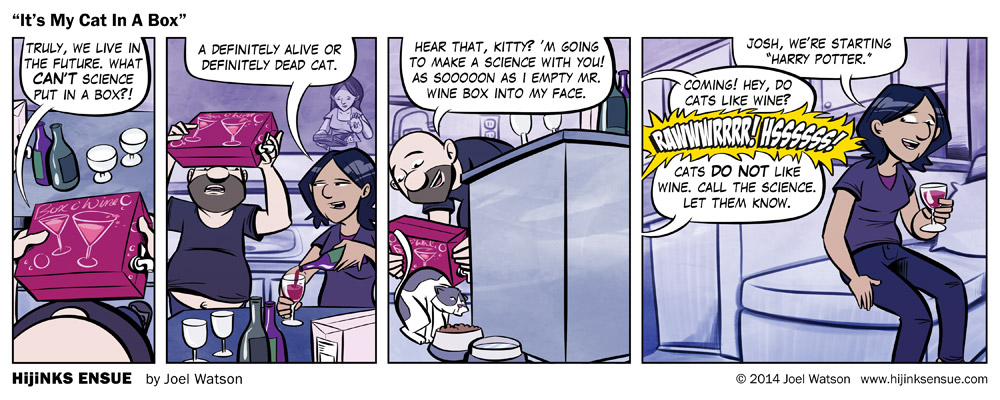 "It's My Cat In A Box"
TRULY, WE LIVE IN
THE FUTURE. WHAT
CAN'T SCIENCE
PUT IN A BOX?!
Box o' Wine
A DEFINITELY ALIVE OR
DEFINITELY DEAD CAT.
HEAR THAT, KITTY? 'M GOING
TO MAKE A SCIENCE WITH YOU!
AS SOOOOON AS I EMPTY MR.
WINE BOX INTO MY FACE.
JOSH, WE'RE STARTING
"HARRY POTTER."
COMING! HEY, DO
CATS LIKE WINE?
RAWWWRRRR! HSSSSSSS!
CATS DO NOT LIKE
WINE. CALL THE SCIENCE.
LET THEM KNOW.
HijiNKS ENSUE by Joel Watson
© 2014 Joel Watson www.hijinksensue.com